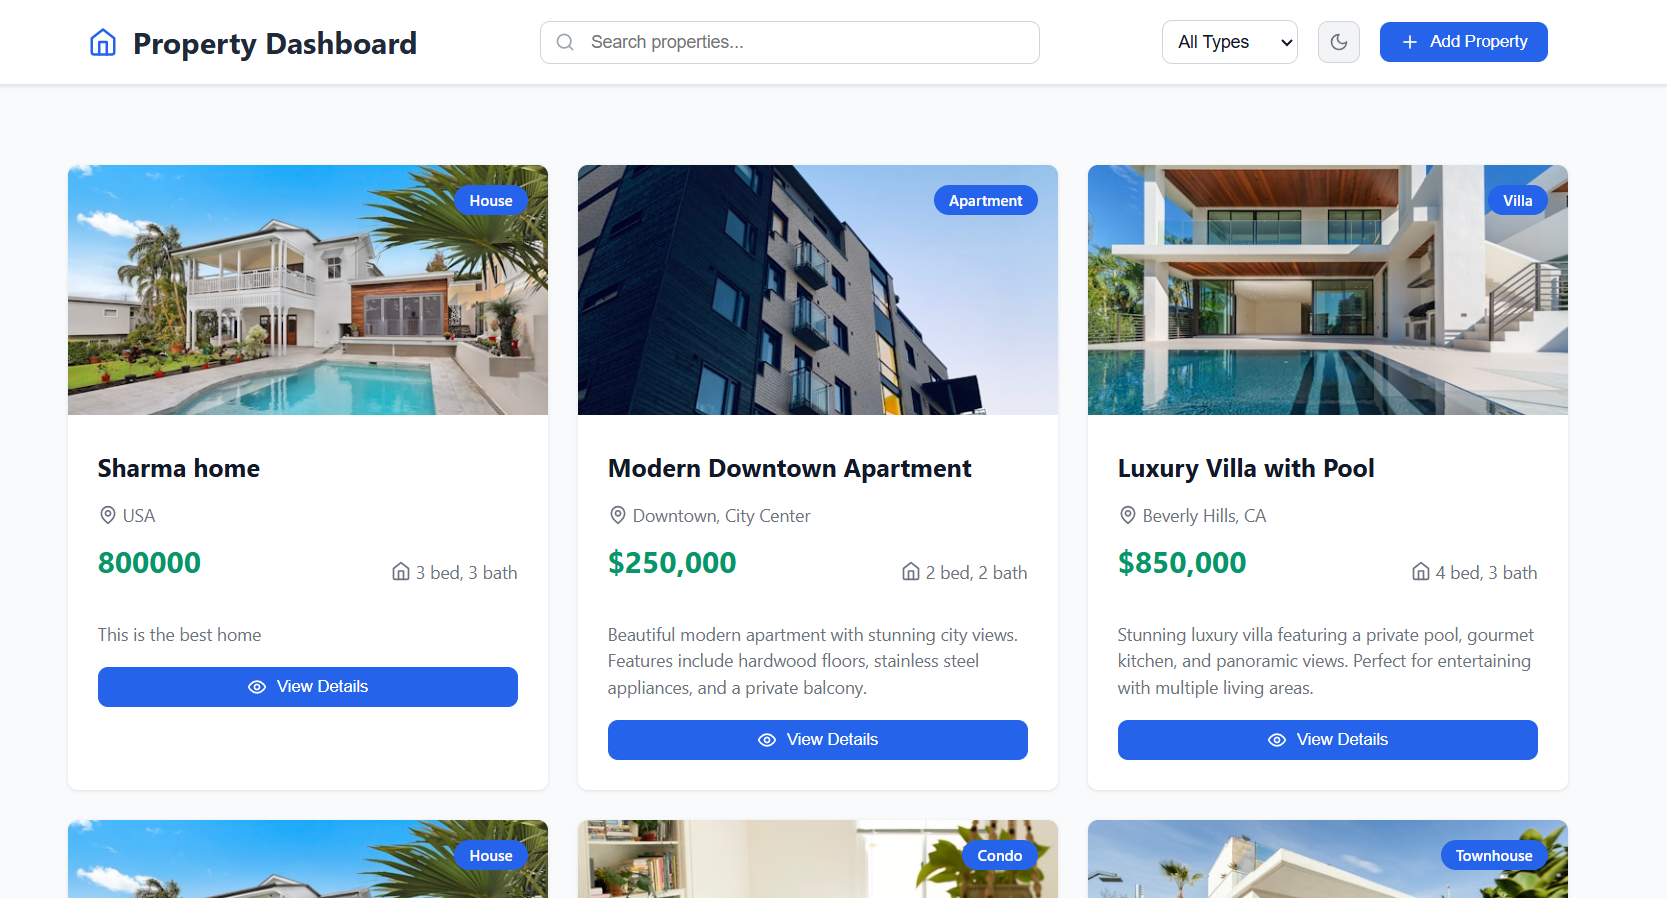 Property Dashboard
Search properties...
All Types
Add Property
House
Apartment
Villa
Sharma home
USA
800000
3 bed, 3 bath
This is the best home
View Details
Modern Downtown Apartment
Downtown, City Center
$250,000
2 bed, 2 bath
Beautiful modern apartment with stunning city views.
Features include hardwood floors, stainless steel
appliances, and a private balcony.
View Details
Luxury Villa with Pool
Beverly Hills, CA
$850,000
4 bed, 3 bath
Stunning luxury villa featuring a private pool, gourmet
kitchen, and panoramic views. Perfect for entertaining
with multiple living areas.
View Details
House
Condo
Townhouse